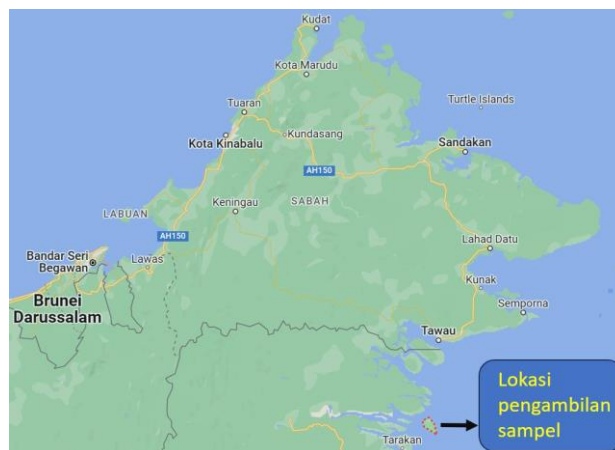 Kudat
Kota Marudu
Tuaran
Turtle Islands
Kota Kinabalu
Kundasang
Sandakan
AH150
SABAH
Keningau
LABUAN
AH150
Lahad Datu
Bandar Seri
Begawan
Lawas
Kunak
Brunei
Darussalam
Semporna
Tawau
Lokasi
pengambilan
sampel
Tarakan